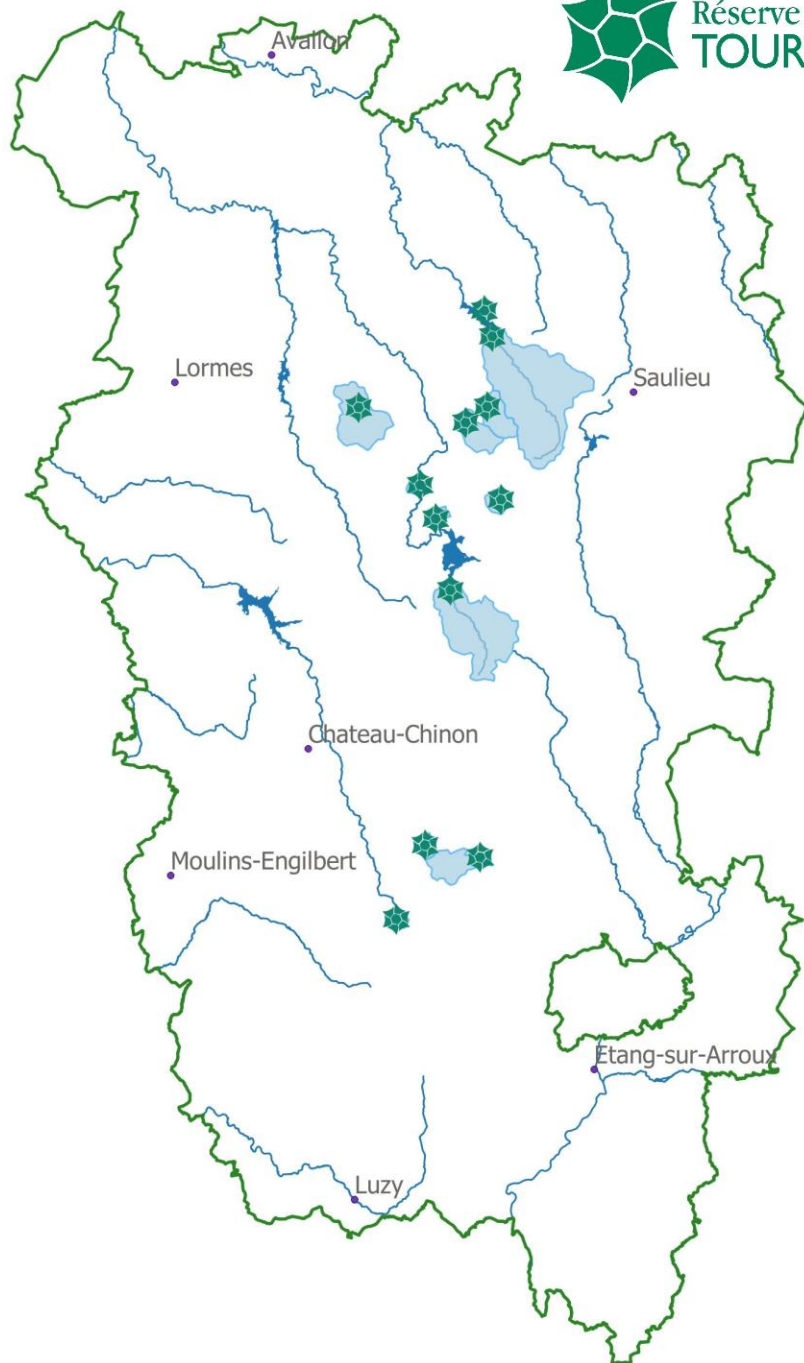 Réserve
TOUR
Avallon
Lormes
Saulieu
Chateau-Chinon
Moulins-Engilbert
Etang-sur-Arroux
Luzy